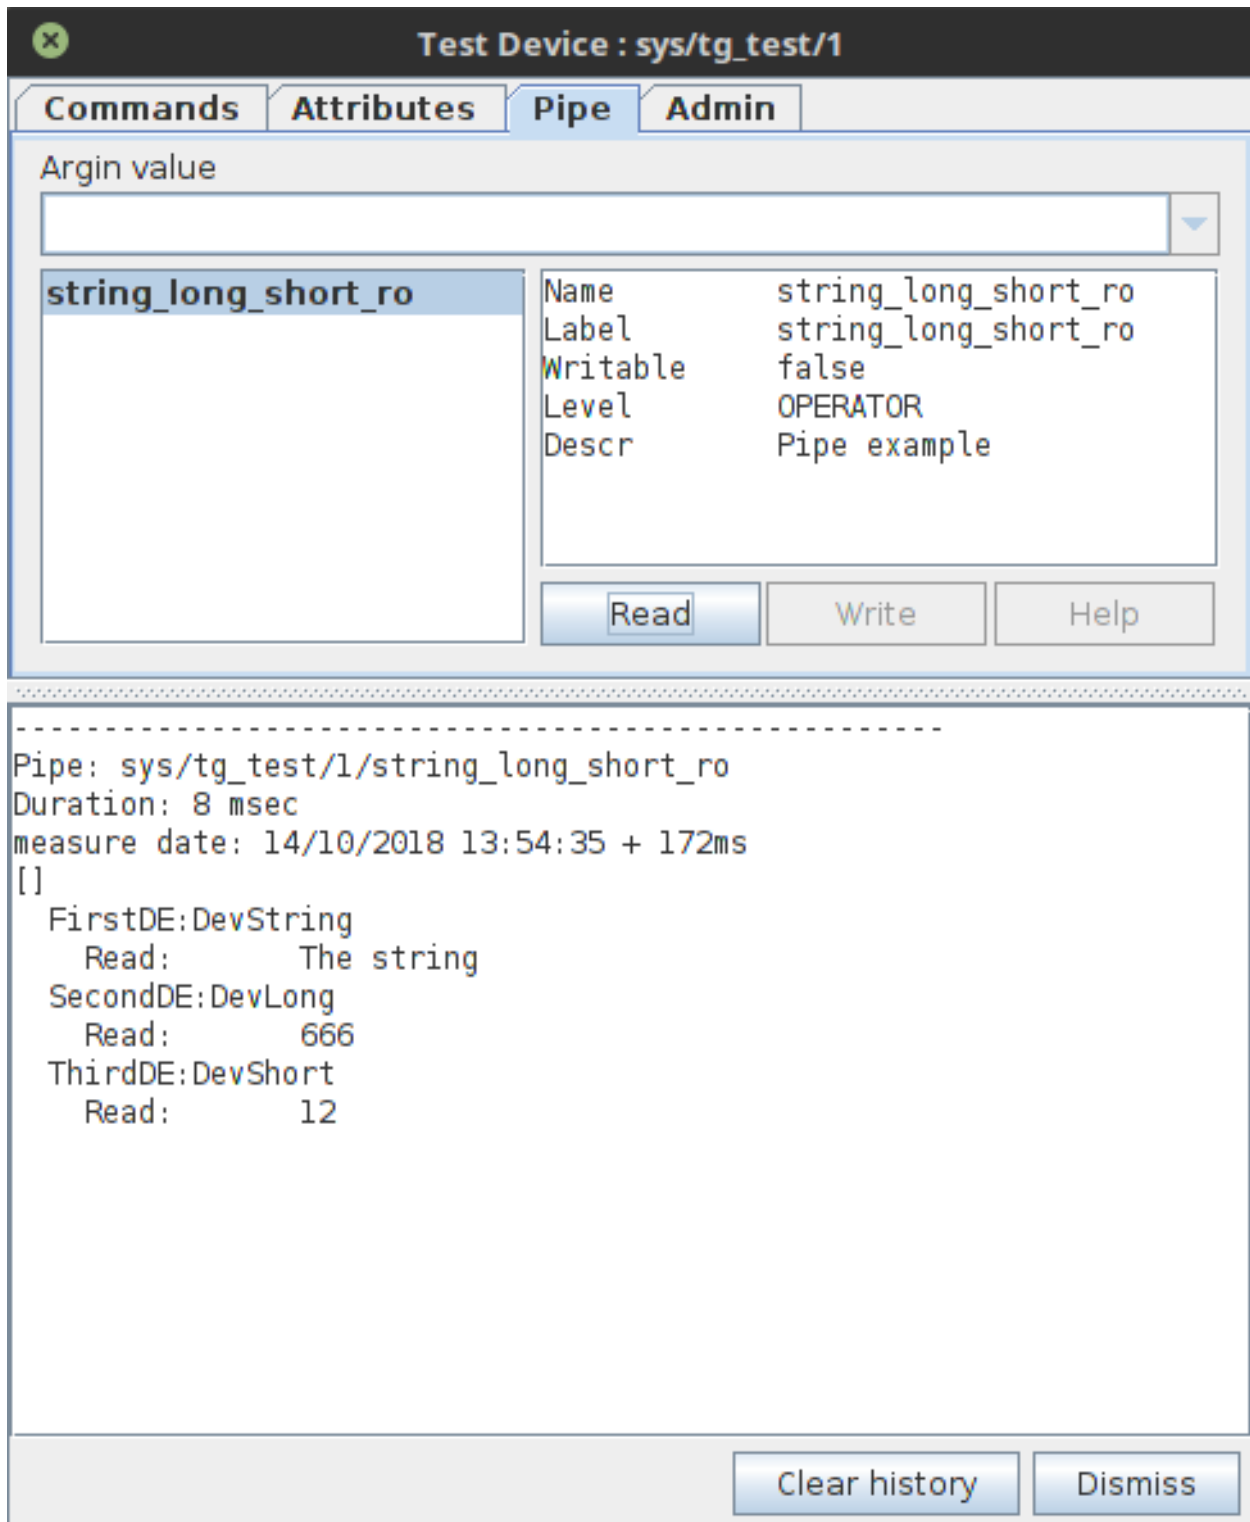 Test Device : sys/tg_test/1
Commands Attributes Pipe Admin
Argin value
string_long_short_ro
Name string_long_short_ro
Label string_long_short_ro
Writable false
Level OPERATOR
Descr Pipe example
Read Write Help
----------------------------------------------------
Pipe: sys/tg_test/1/string_long_short_ro
Duration: 8 msec
measure date: 14/10/2018 13:54:35 + 172ms
[]
FirstDE:DevString
Read: The string
SecondDE:DevLong
Read: 666
ThirdDE:DevShort
Read: 12
Clear history Dismiss